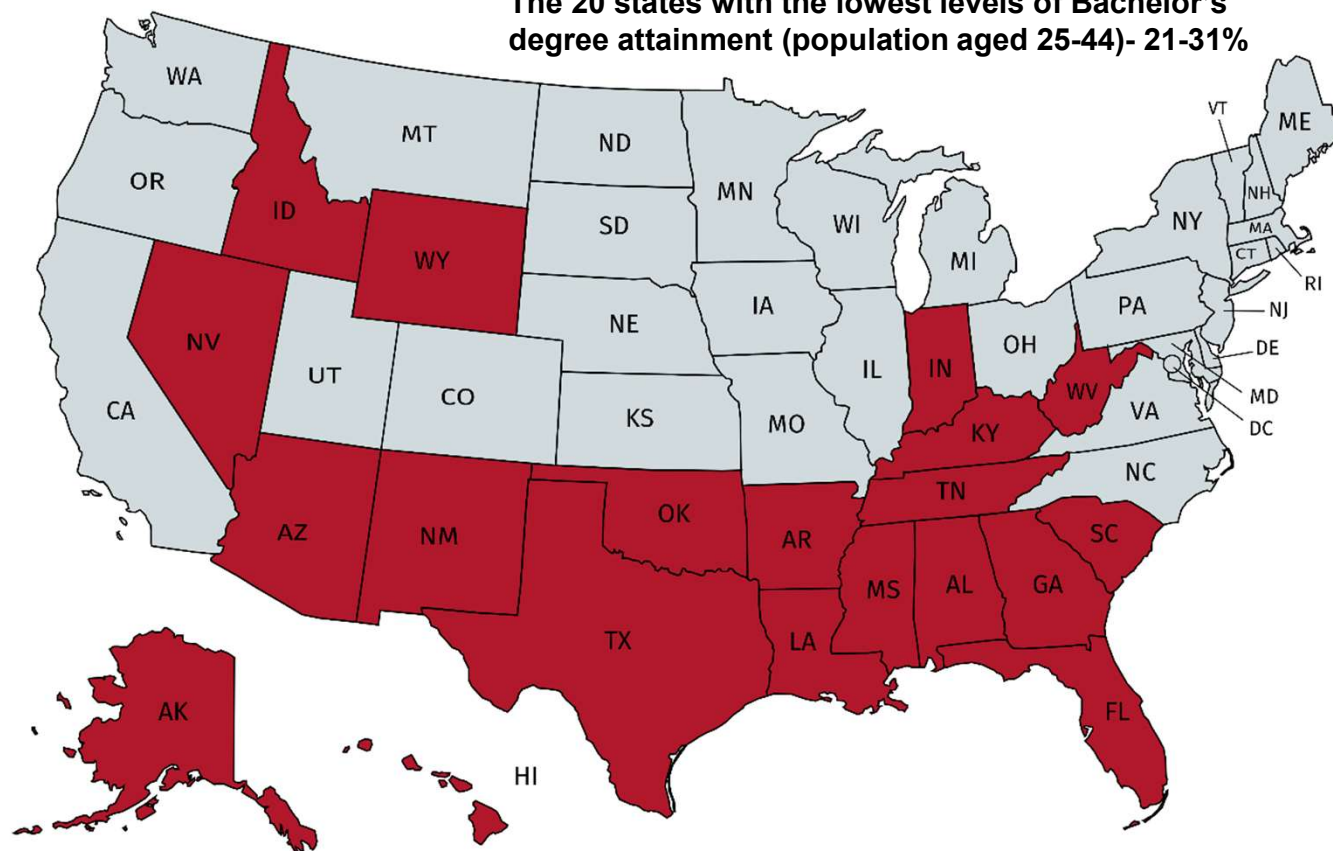 The 20 states with the lowest levels of Bachelor's
degree attainment (population aged 25-44)- 21-31%
WA
MT
ND
MN
VT
ME
OR
ID
SD
WI
NY
NH
MA
CT
RI
WY
MI
IA
PA
NJ
NE
NV
UT
CO
IL
IN
OH
DE
MD
DC
WV
VA
CA
KS
MO
KY
NC
TN
AZ
NM
OK
AR
SC
MS
AL
GA
TX
LA
AK
FL
HI